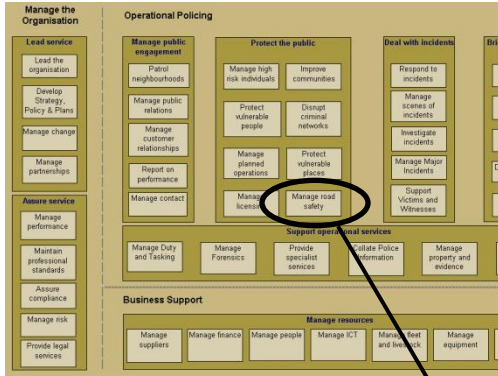 Manage the
Organisation
Lead service
Lead the
organisation
Develop
Strategy,
Policy & Plans
Manage change
Manage
partnerships
Assure service
Manage
performance
Maintain
professional
standards
Assure
compliance
Manage risk
Provide legal
services
Operational Policing
Manage public
engagement
Patrol
neighbourhoods
Manage public
relations
Manage
customer
relationships
Report on
performance
Manage contact
Protect the public
Manage high
risk individuals
Improve
communities
Protect
vulnerable
people
Disrupt
criminal
networks
Manage
planned
operations
Protect
vulnerable
places
Manage
licensing
Manage road
safety
Deal with incidents
Respond to
incidents
Manage
scenes of
incidents
Investigate
incidents
Manage Major
Incidents
Support
Victims and
Witnesses
Support operational services
Manage Duty
and Tasking
Manage
Forensics
Provide
specialist
services
Collate Police
Information
Manage
property and
evidence
Business Support
Manage resources
Manage
suppliers
Manage finance
Manage people
Manage ICT
Manage fleet
and livestock
Manage
equipment